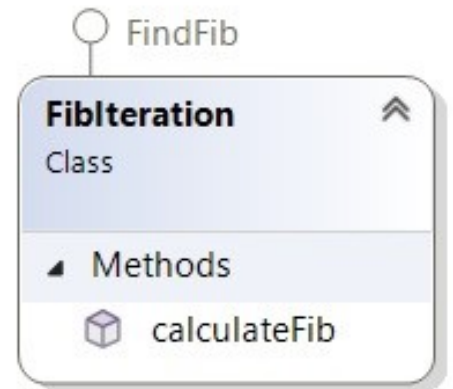 FindFib
FibIteration
Class
Methods
calculateFib